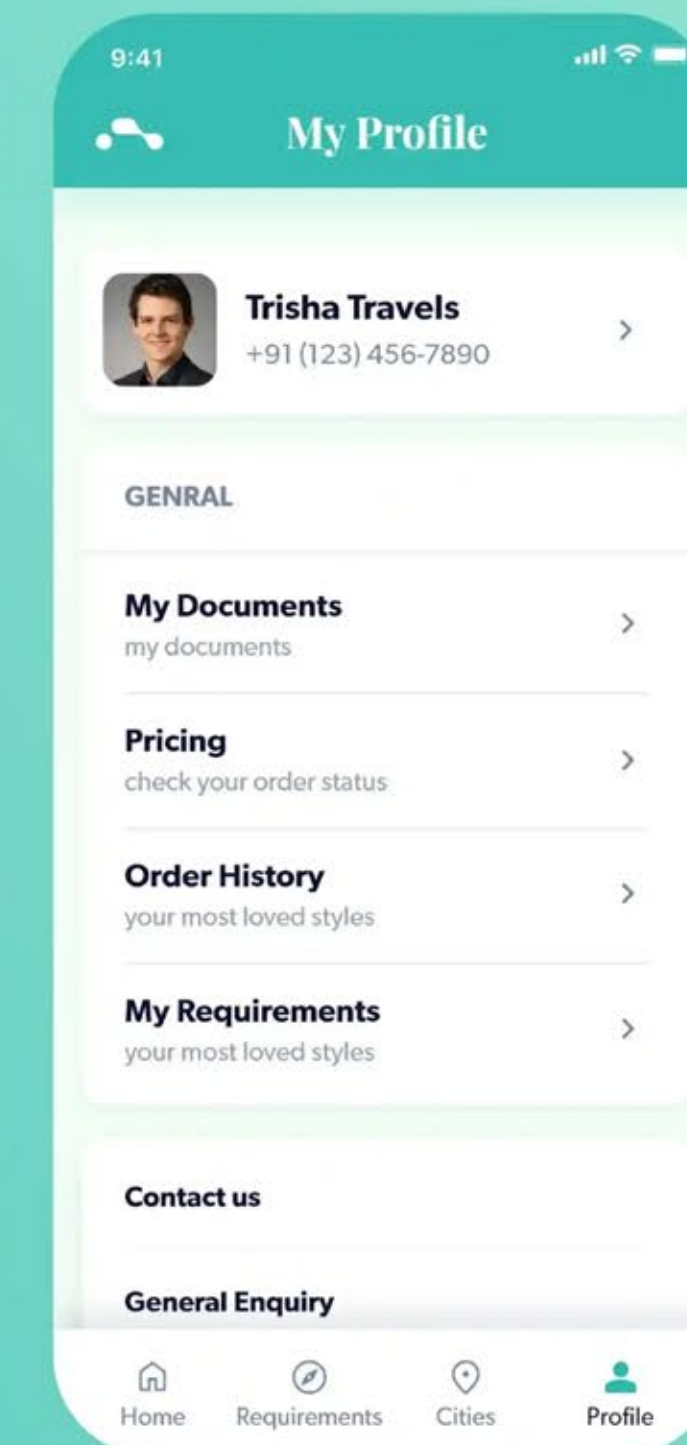 9:41
My Profile
Trisha Travels
+91 (123) 456-7890
GENRAL
My Documents
my documents
Pricing
check your order status
Order History
your most loved styles
My Requirements
your most loved styles
Contact us
General Enquiry
Home Requirements Cities Profile